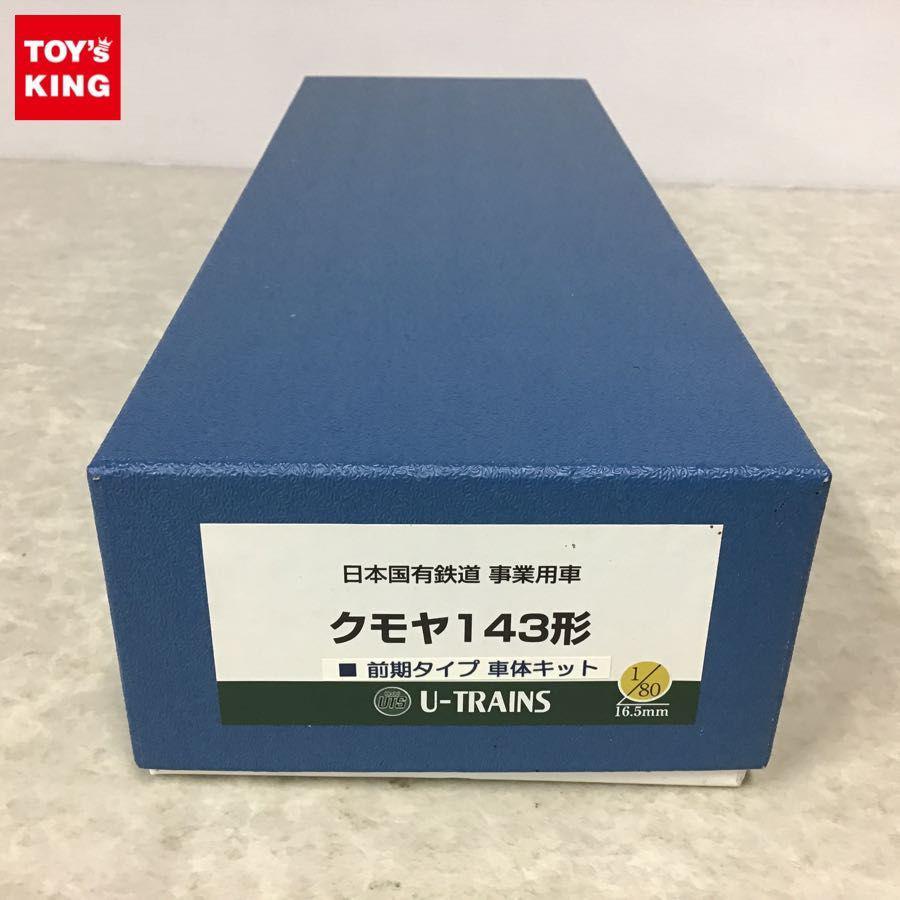 TOY's
KING
日本国有鉄道 事業用車
クモヤ143形
■ 前期タイプ 車体キット
UTS U-TRAINS
1/80
16.5mm